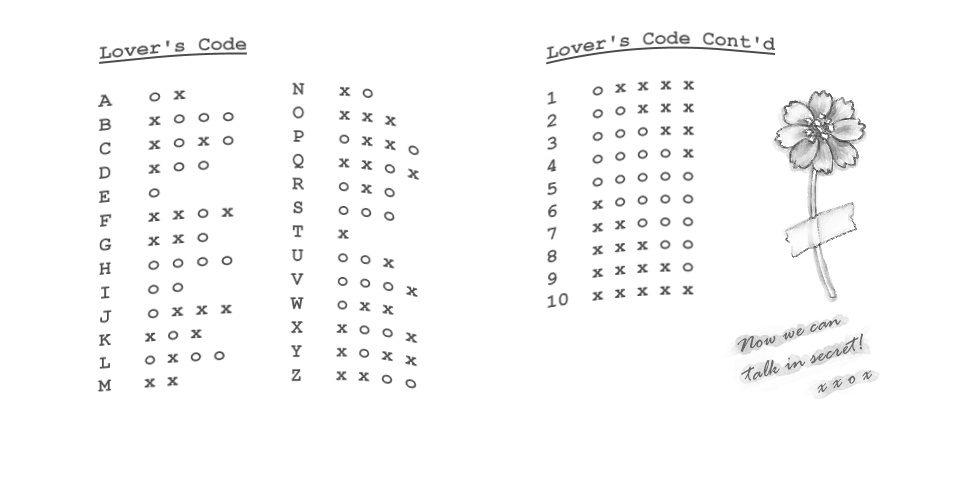 Lover's Code
A o x
B x o o o
C x o x o
D x o o
E o
F x x o x
G x x o
H o o o o
I o o
J o x x x
K x o x
L o x o o
M x x
N x o
O x x x
P o x x o
Q x x o x
R o x o
S o o o
T x
U o o x
V o o o x
W o x x
X x o o x
Y x o x x
Z x x o o
Lover's Code Cont'd
1 o x x x x
2 o o x x x
3 o o o x x
4 o o o o x
5 o o o o o
6 x o o o o
7 x x o o o
8 x x x o o
9 x x x x o
10 x x x x x
Now we can
talk in secret!
x x o x